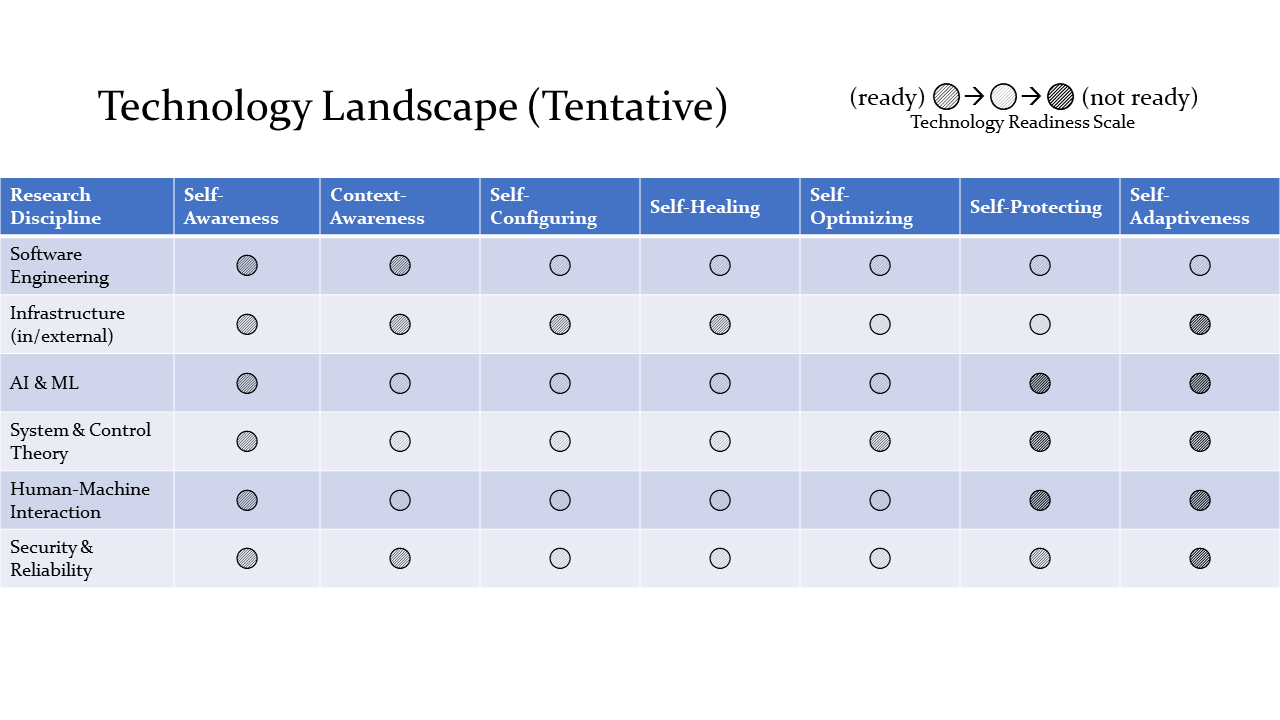 Technology Landscape (Tentative)
(ready) → → (not ready)
Technology Readiness Scale
Research Discipline
Self-Awareness
Context-Awareness
Self-Configuring
Self-Healing
Self-Optimizing
Self-Protecting
Self-Adaptiveness
Software
Engineering
Infrastructure
(in/external)
AI & ML
System & Control
Theory
Human-Machine
Interaction
Security &
Reliability